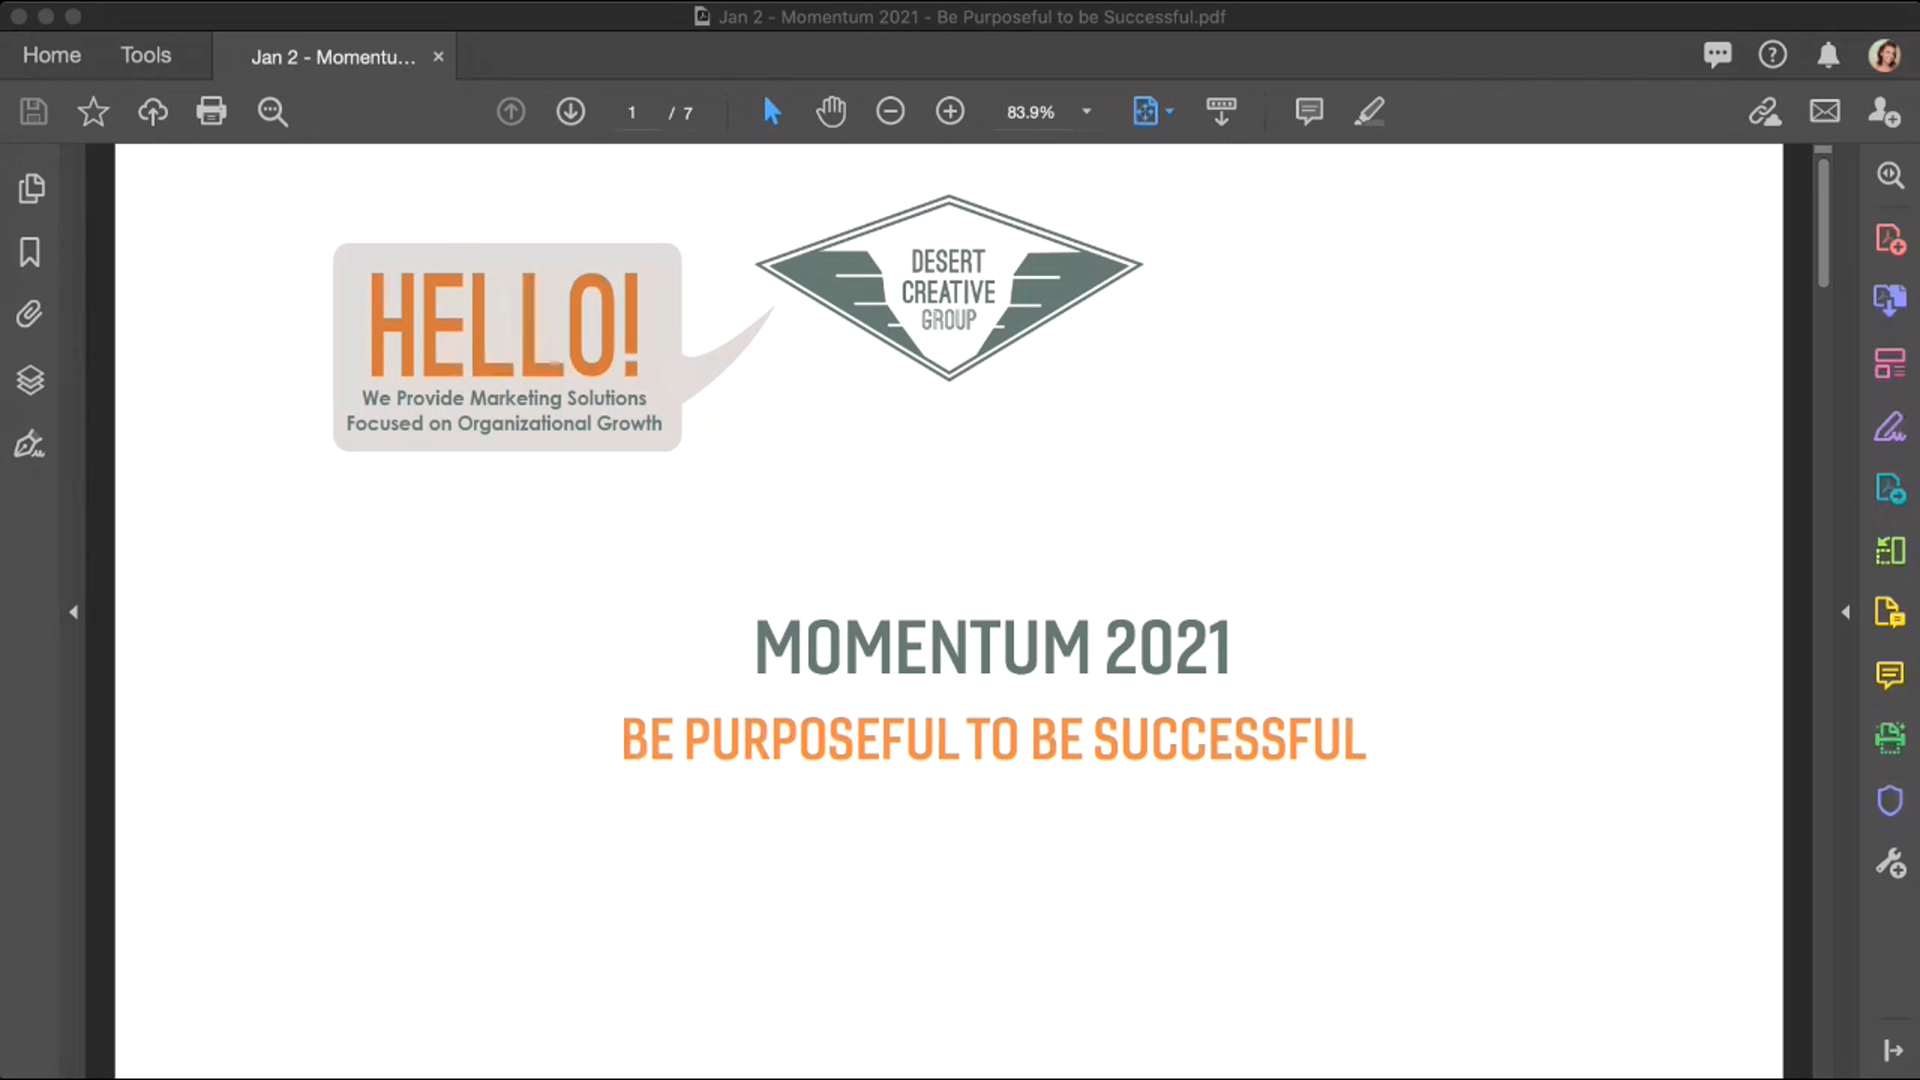 Jan 2 - Momentum 2021 - Be Purposeful to be Successful.pdf
Home Tools Jan 2 - Momentu... ×
1 / 7 83.9%
HELLO!
We Provide Marketing Solutions
Focused on Organizational Growth
DESERT
CREATIVE
GROUP
MOMENTUM 2021
BE PURPOSEFUL TO BE SUCCESSFUL